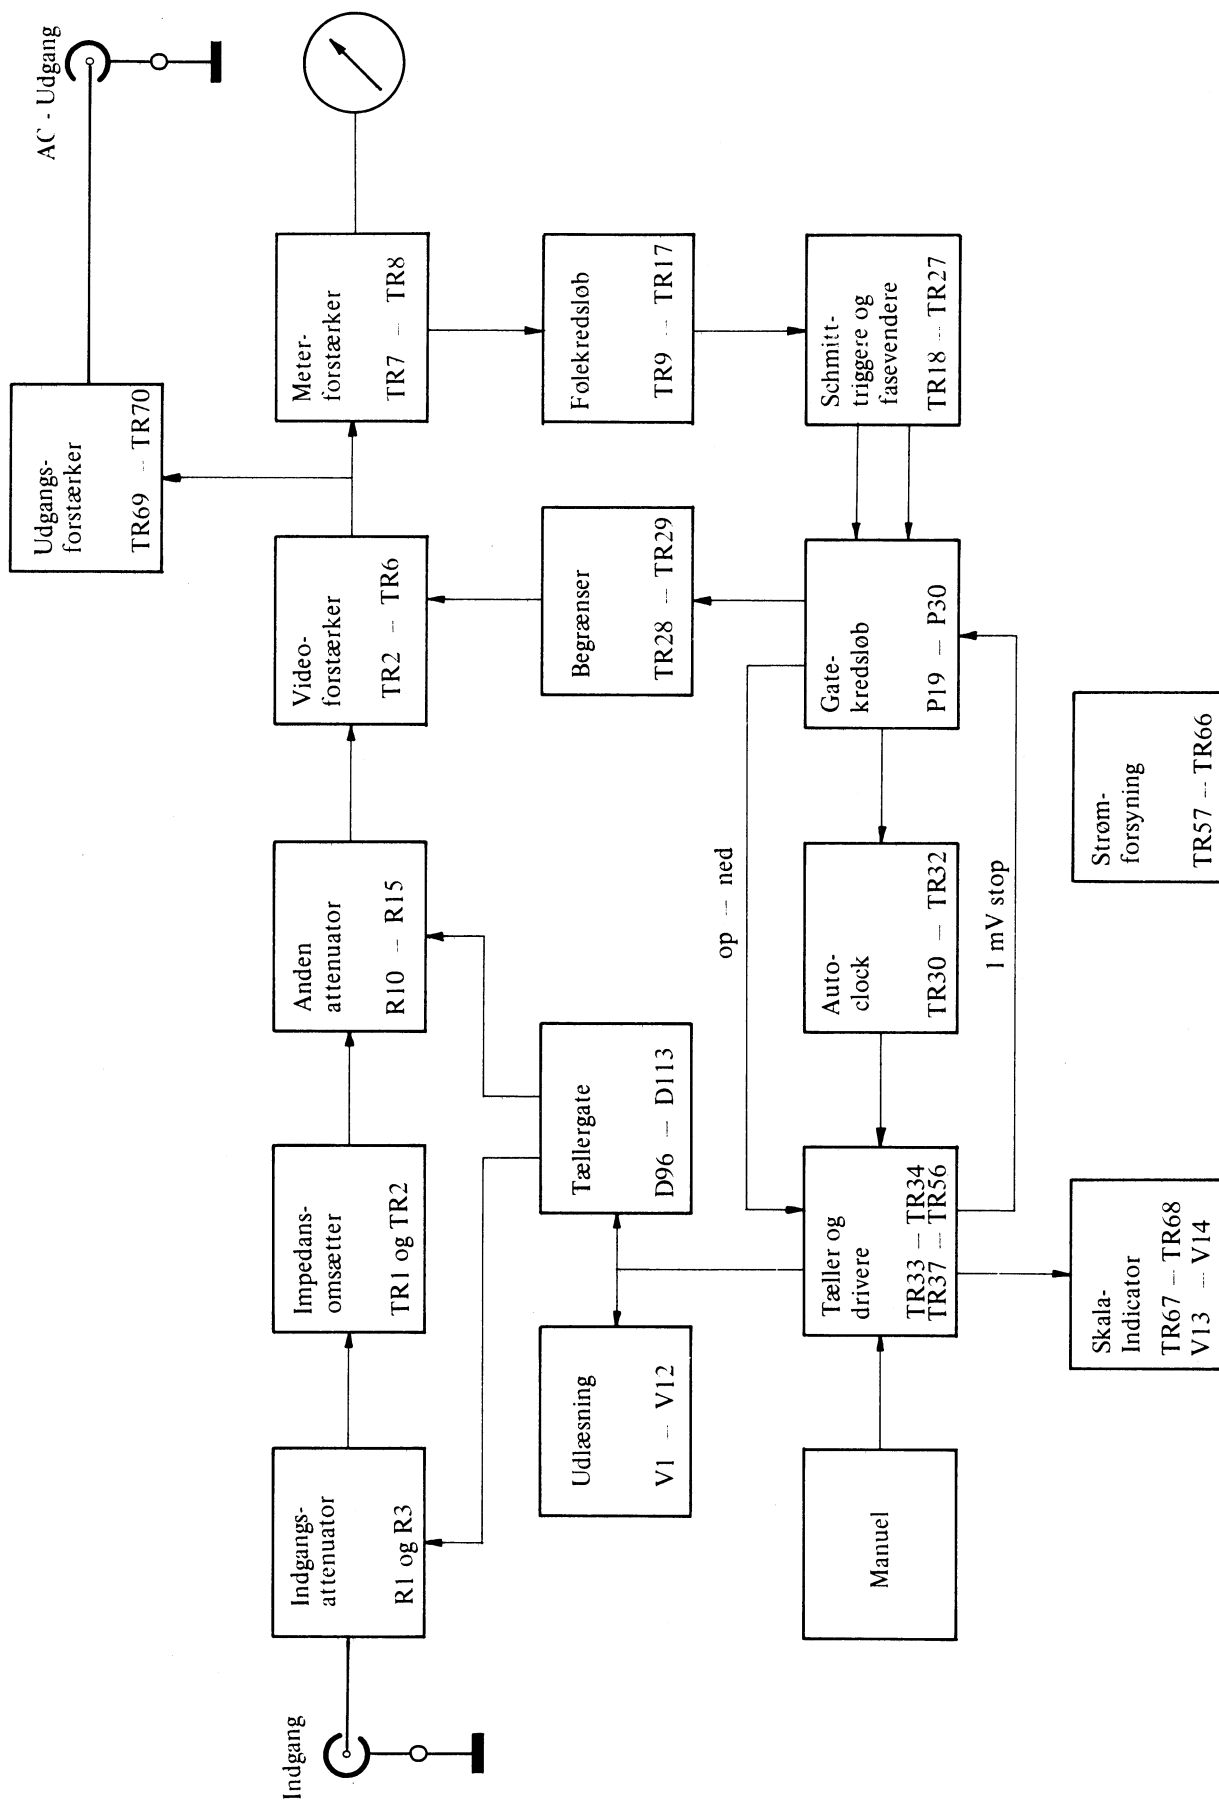 AC - Udgang
Udgangs-
forstærker
TR69 – TR70
Indgang
Indgangs-
attenuator
R1 og R3
Impedans-
omsætter
TR1 og TR2
Anden
attenuator
R10 – R15
Video-
forstærker
TR2 – TR6
Meter-
forstærker
TR7 – TR8
Udlæsning
V1 – V12
Tællergate
D96 – D113
Begrænser
TR28 – TR29
Følekredsløb
TR9 – TR17
op – ned
Manuel
Tæller og
drivere
TR33 – TR34
TR37 – TR56
Auto-
clock
TR30 – TR32
Gate-
kredsløb
P19 – P30
Schmitt-
triggere og
fasevendere
TR18 – TR27
1 mV stop
Skala-
Indicator
TR67 – TR68
V13 – V14
Strøm-
forsyning
TR57 – TR66